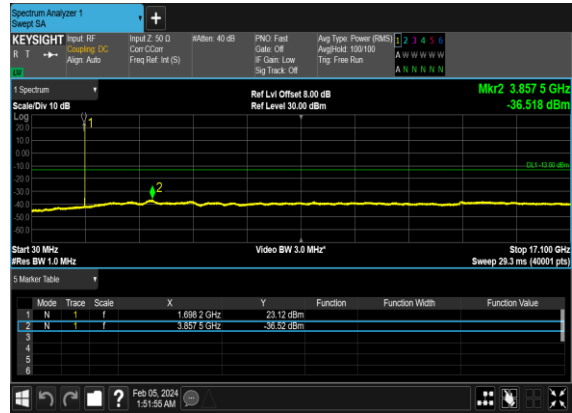 Spectrum Analyzer 1
Swept SA
+
KEYSIGHT
R T
LW
Input: RF
Coupling: DC
Align: Auto
Input Z: 50 Ω
Corr CCorr
Freq Ref: Int (S)
#Atten: 40 dB
PNO: Fast
Gate: Off
IF Gain: Low
Sig Track: Off
Avg Type: Power (RMS)
Avg|Hold: 100/100
Trig: Free Run
1 2 3 4 5 6
A W W W W W
A N N N N N
1 Spectrum
Scale/Div 10 dB
Ref Lvl Offset 8.00 dB
Ref Level 30.00 dBm
Mkr2 3.857 5 GHz
-36.518 dBm
Log
20.0
10.0
0.00
-10.0
-20.0
-30.0
-40.0
-50.0
-60.0
1
2
DL1 -13.00 dBm
Start 30 MHz
#Res BW 1.0 MHz
Video BW 3.0 MHz*
Stop 17.100 GHz
Sweep 29.3 ms (40001 pts)
5 Marker Table
Mode Trace Scale X Y Function Function Width Function Value
1 N 1 f 1.698 2 GHz 23.12 dBm
2 N 1 f 3.857 5 GHz -36.52 dBm
3
4
5
6
?
Feb 05, 2024
1:51:55 AM